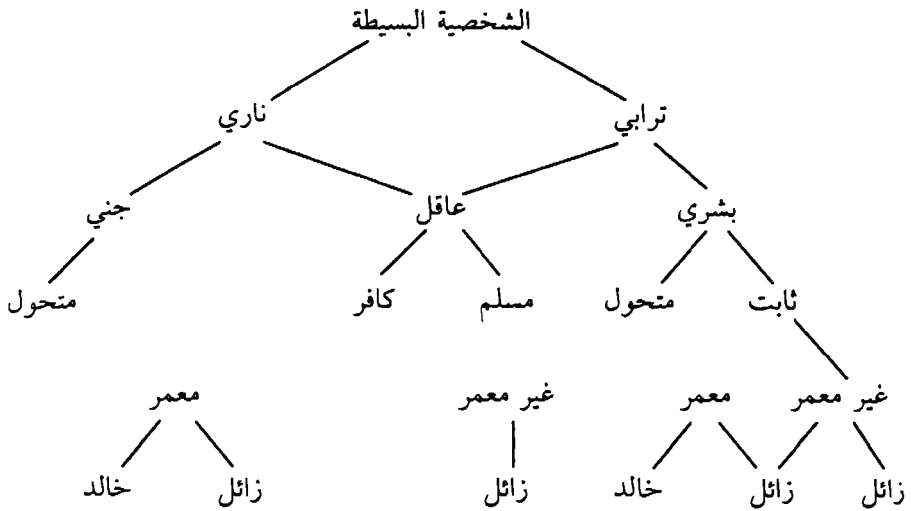 الشخصية البسيطة
ترابي ناري
بشري عاقل جني
ثابت متحول مسلم كافر متحول
غير معمر معمر غير معمر معمر
زائل زائل خالد زائل زائل خالد